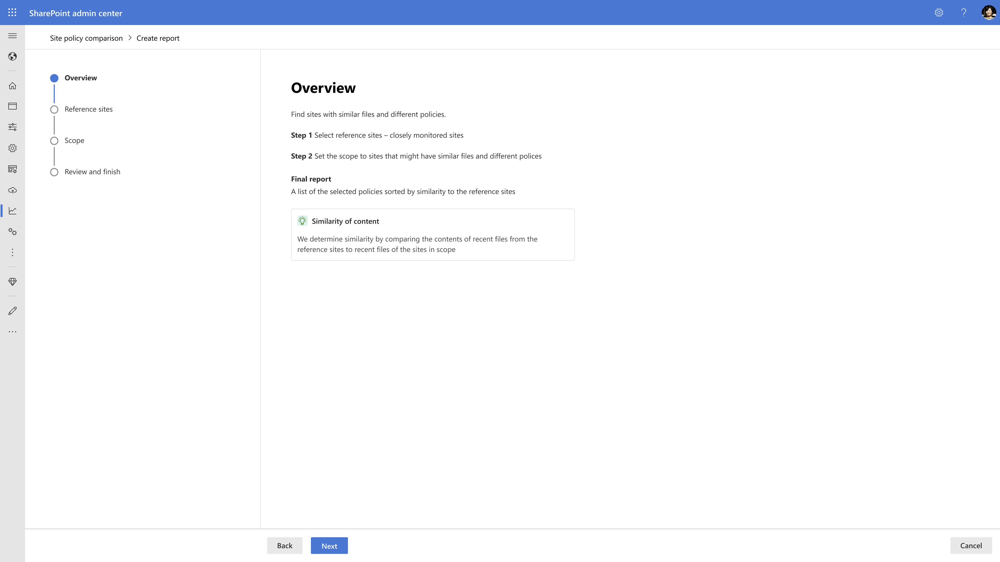 SharePoint admin center
Site policy comparison > Create report
Overview
Reference sites
Scope
Review and finish
Overview
Find sites with similar files and different policies.
Step 1 Select reference sites – closely monitored sites
Step 2 Set the scope to sites that might have similar files and different polices
Final report
A list of the selected policies sorted by similarity to the reference sites
Similarity of content
We determine similarity by comparing the contents of recent files from the
reference sites to recent files of the sites in scope
Back
Next
Cancel